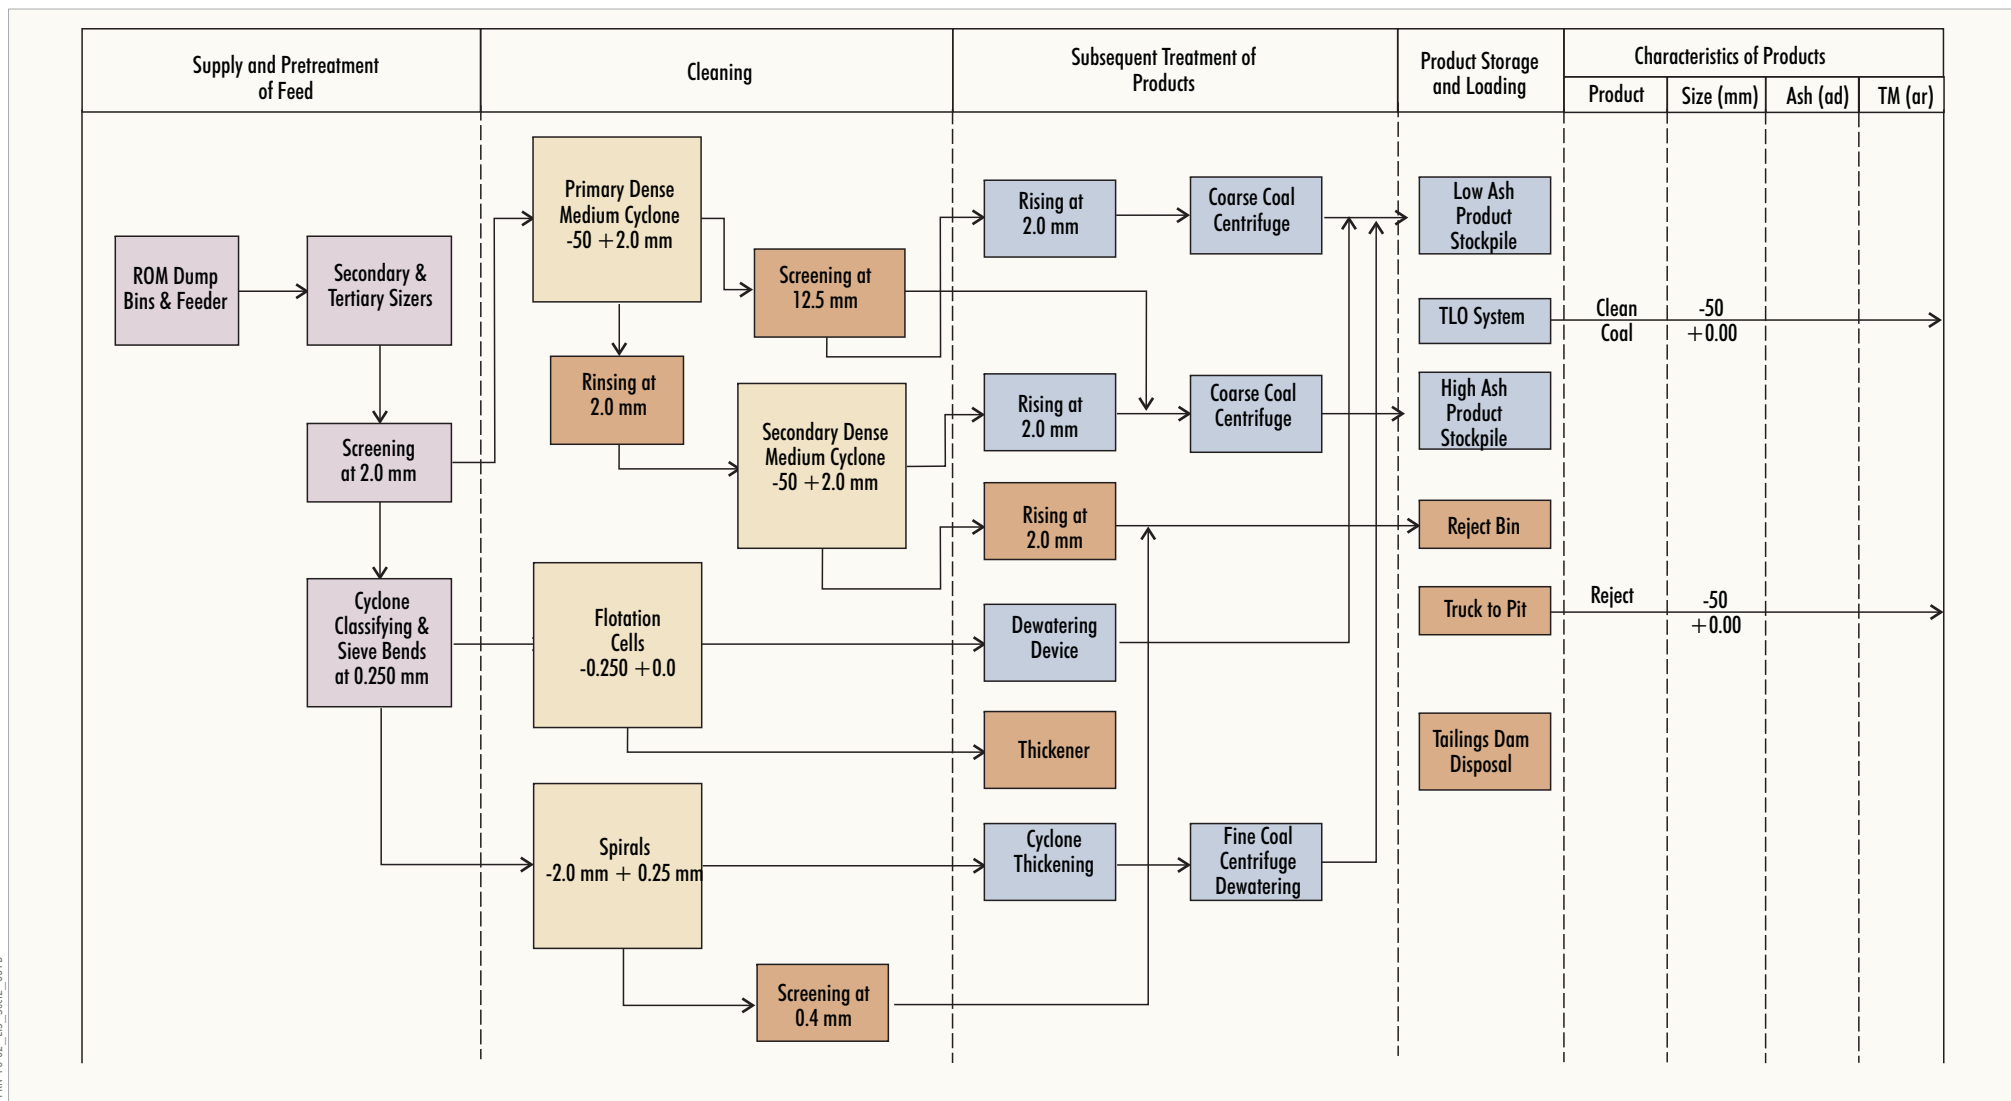 Supply and Pretreatment
of Feed
Cleaning
Subsequent Treatment of
Products
Product Storage
and Loading
Characteristics of Products
Product
Size (mm)
Ash (ad)
TM (ar)
ROM Dump
Bins & Feeder
Secondary &
Tertiary Sizers
Screening
at 2.0 mm
Cyclone
Classifying &
Sieve Bends
at 0.250 mm
Primary Dense
Medium Cyclone
-50 +2.0 mm
Screening at
12.5 mm
Rinsing at
2.0 mm
Secondary Dense
Medium Cyclone
-50 +2.0 mm
Flotation
Cells
-0.250 +0.0
Spirals
-2.0 mm + 0.25 mm
Screening at
0.4 mm
Rising at
2.0 mm
Coarse Coal
Centrifuge
Rising at
2.0 mm
Coarse Coal
Centrifuge
Rising at
2.0 mm
Dewatering
Device
Thickener
Cyclone
Thickening
Fine Coal
Centrifuge
Dewatering
Low Ash
Product
Stockpile
TLO System
High Ash
Product
Stockpile
Reject Bin
Truck to Pit
Tailings Dam
Disposal
Clean
Coal
-50
+0.00
Reject
-50
+0.00